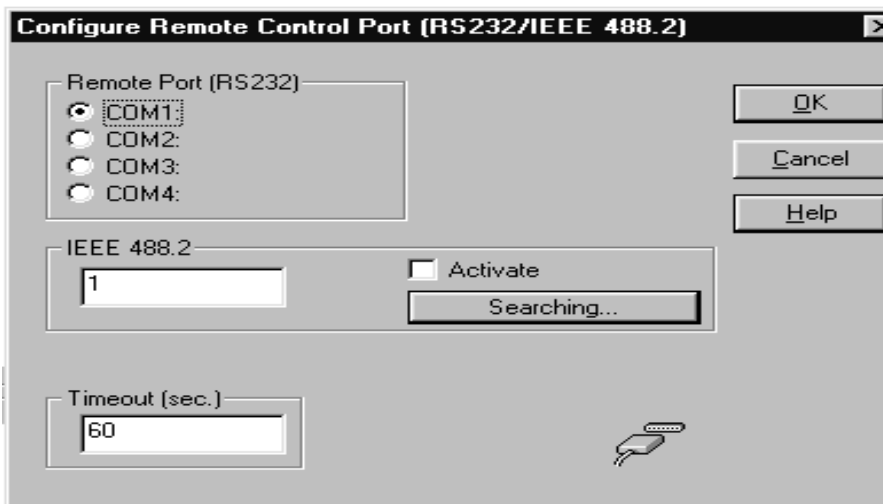 Configure Remote Control Port (RS232/IEEE 488.2)
Remote Port (RS232)
COM1:
COM2:
COM3:
COM4:
OK
Cancel
Help
IEEE 488.2
1
Activate
Searching...
Timeout (sec.)
60